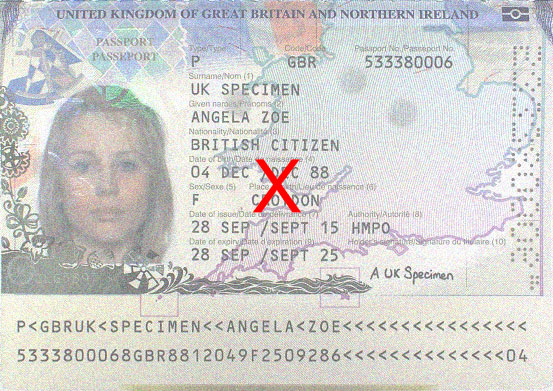 UNITED KINGDOM OF GREAT BRITAIN AND NORTHERN IRELAND
PASSPORT
PASSEPORT
Type/Type Code/Code Passport No./Passeport No.
P GBR 533380006
Surname/Nom (1)
UK SPECIMEN
Given names/Prénoms (2)
ANGELA ZOE
Nationality/Nationalité (3)
BRITISH CITIZEN
Date of birth/Date de naissance (4)
04 DEC /DEC 88
Sex/Sexe (5) Place of birth/Lieu de naissance (6)
F CROYDON
Date of issue/Date de délivrance (7) Authority/Autorité (8)
28 SEP /SEPT 15 HMPO
Date of expiry/Date d'expiration (9) Holder's signature/Signature du titulaire (10)
28 SEP /SEPT 25
A UK Specimen
X
P<GBRUK<SPECIMEN<<ANGELA<ZOE<<<<<<<<<<<<<<<<
5333800068GBR8812049F2509286<<<<<<<<<<<<<<04